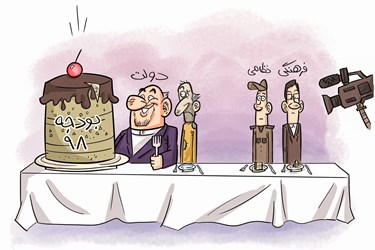 فرهنگی
نظامی
دولت
بودجه
۹۸